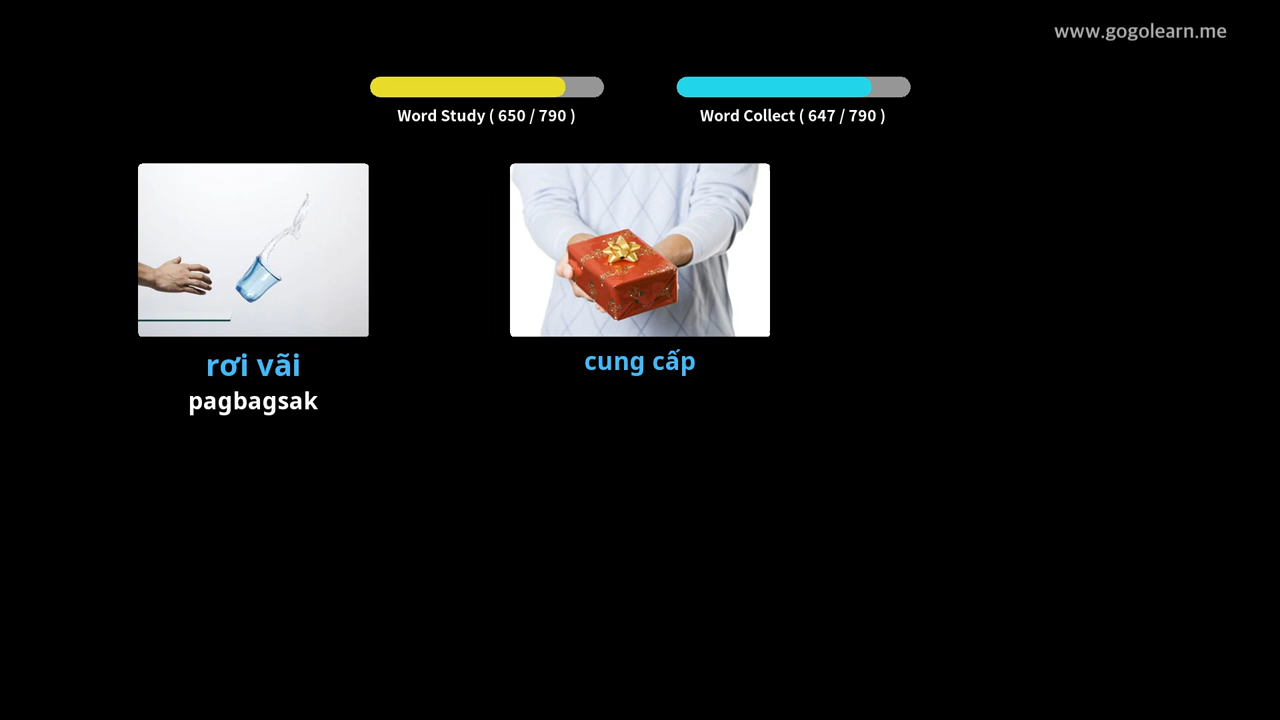 www.gogolearn.me
Word Study ( 650 / 790 )
Word Collect ( 647 / 790 )
rơi vãi
pagbagsak
cung cấp